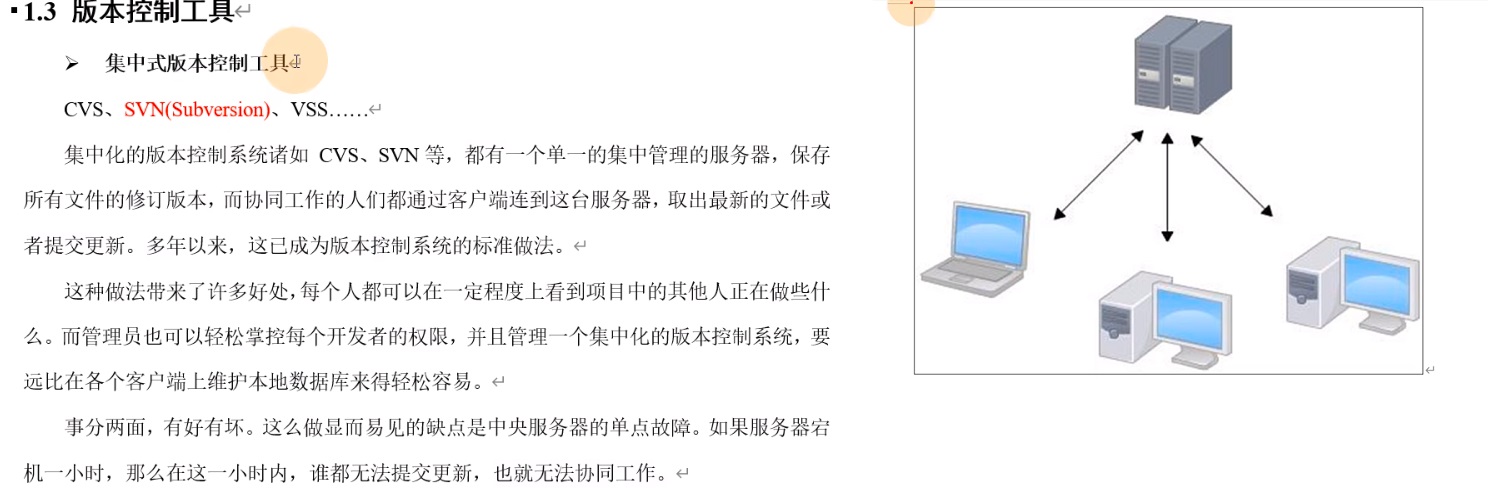 1.3 版本控制工具
集中式版本控制工具
CVS、SVN(Subversion)、VSS……
集中化的版本控制系统诸如 CVS、SVN 等，都有一个单一的集中管理的服务器，保存
所有文件的修订版本，而协同工作的人们都通过客户端连到这台服务器，取出最新的文件或
者提交更新。多年以来，这已成为版本控制系统的标准做法。
这种做法带来了许多好处，每个人都可以在一定程度上看到项目中的其他人正在做些什
么。而管理员也可以轻松掌控每个开发者的权限，并且管理一个集中化的版本控制系统，要
远比在各个客户端上维护本地数据库来得轻松容易。
事分两面，有好有坏。这么做显而易见的缺点是中央服务器的单点故障。如果服务器宕
机一小时，那么在这一小时内，谁都无法提交更新，也就无法协同工作。